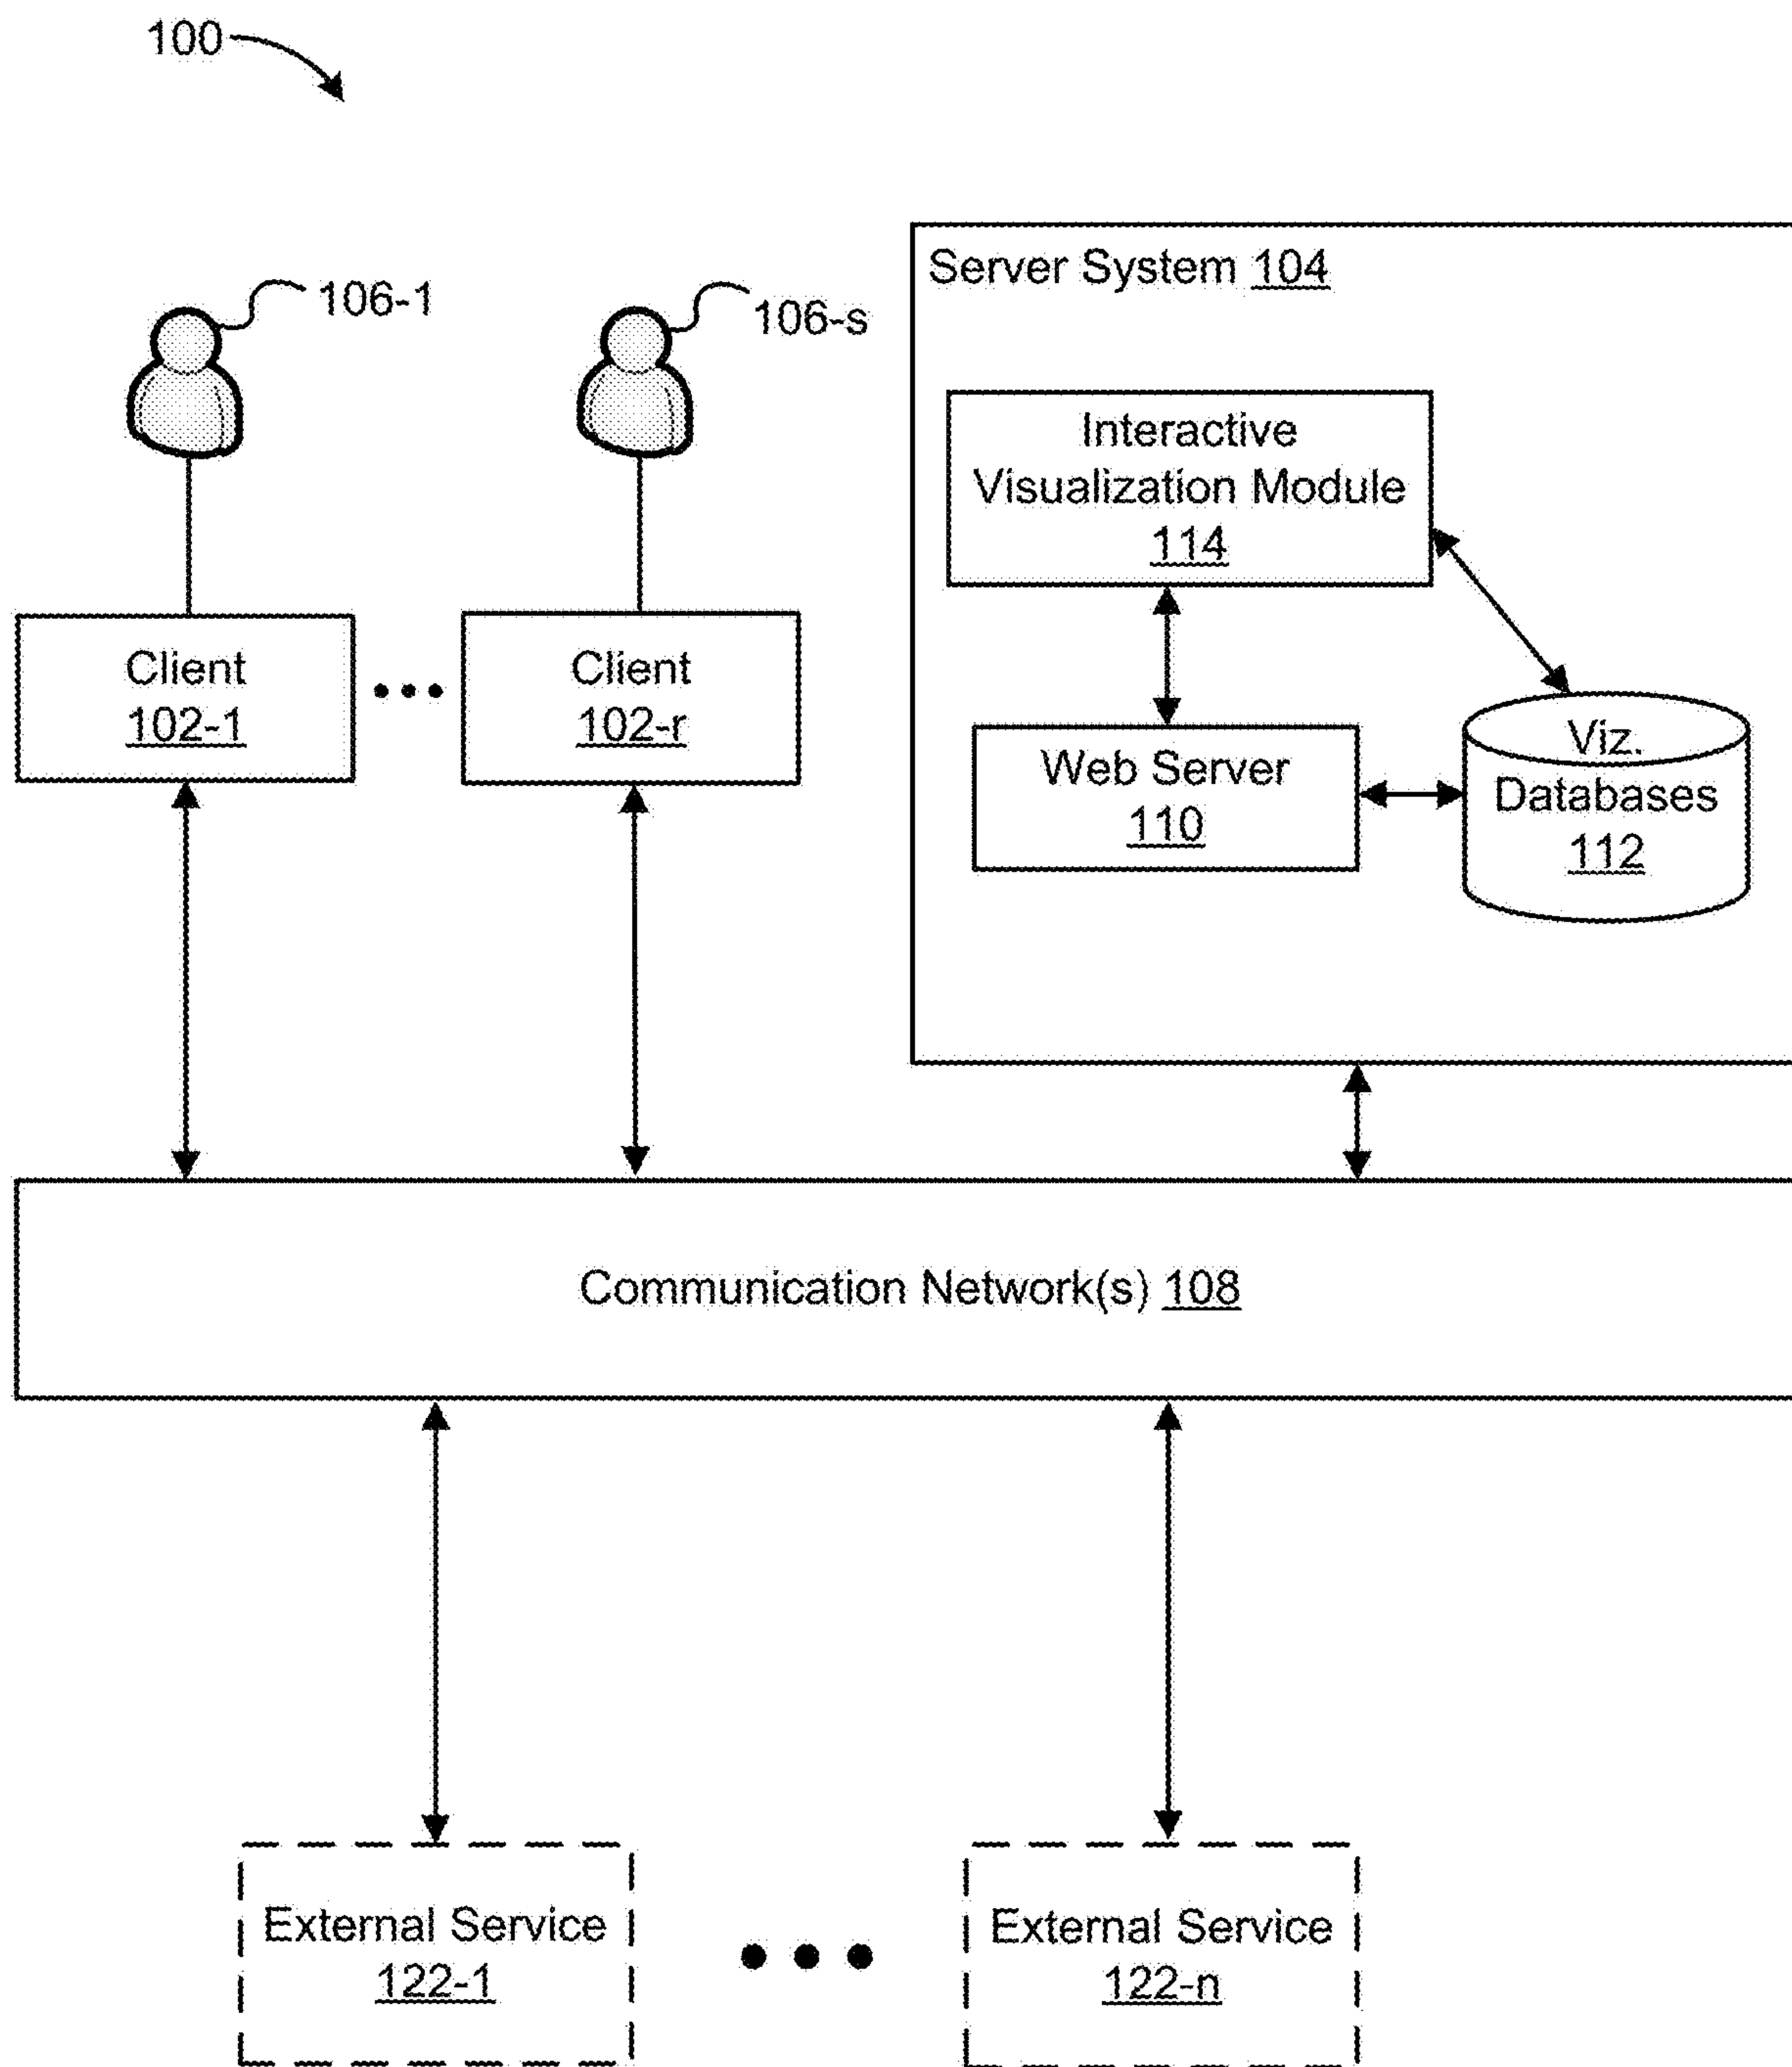 100
106-1
106-s
Server System 104
Interactive
Visualization Module
114
Client
102-1
Client
102-r
Web Server
110
Viz.
Databases
112
Communication Network(s) 108
External Service
122-1
External Service
122-n